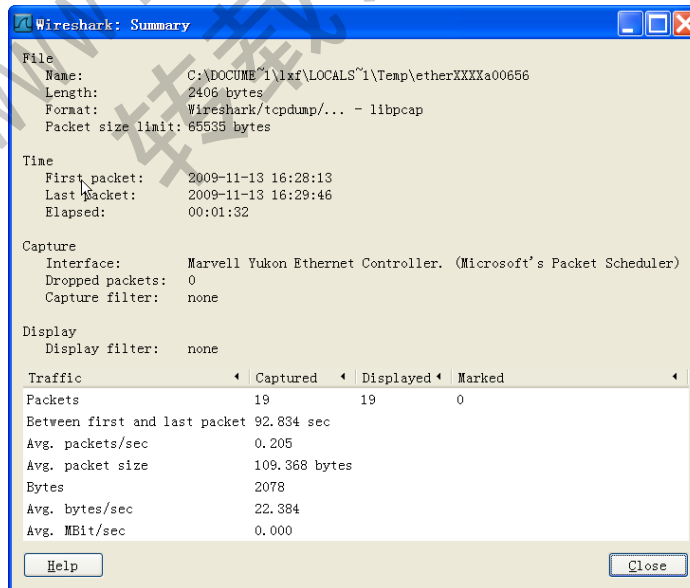 Wireshark: Summary
File
Name: C:\DOCUME~1\lxf\LOCALS~1\Temp\etherXXXXa00656
Length: 2406 bytes
Format: Wireshark/tcpdump/... - libpcap
Packet size limit: 65535 bytes
Time
First packet: 2009-11-13 16:28:13
Last packet: 2009-11-13 16:29:46
Elapsed: 00:01:32
Capture
Interface: Marvell Yukon Ethernet Controller. (Microsoft's Packet Scheduler)
Dropped packets: 0
Capture filter: none
Display
Display filter: none
Traffic Captured Displayed Marked
Packets 19 19 0
Between first and last packet 92.834 sec
Avg. packets/sec 0.205
Avg. packet size 109.368 bytes
Bytes 2078
Avg. bytes/sec 22.384
Avg. MBit/sec 0.000
Help Close
转载